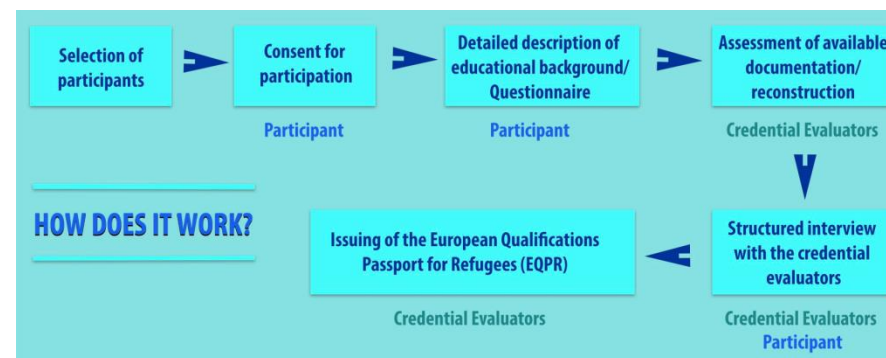 Selection of
participants
Consent for
participation
Participant
Detailed description of
educational background/
Questionnaire
Participant
Assessment of available
documentation/
reconstruction
Credential Evaluators
Structured interview
with the credential
evaluators
Credential Evaluators
Participant
Issuing of the European Qualifications
Passport for Refugees (EQPR)
Credential Evaluators
HOW DOES IT WORK?